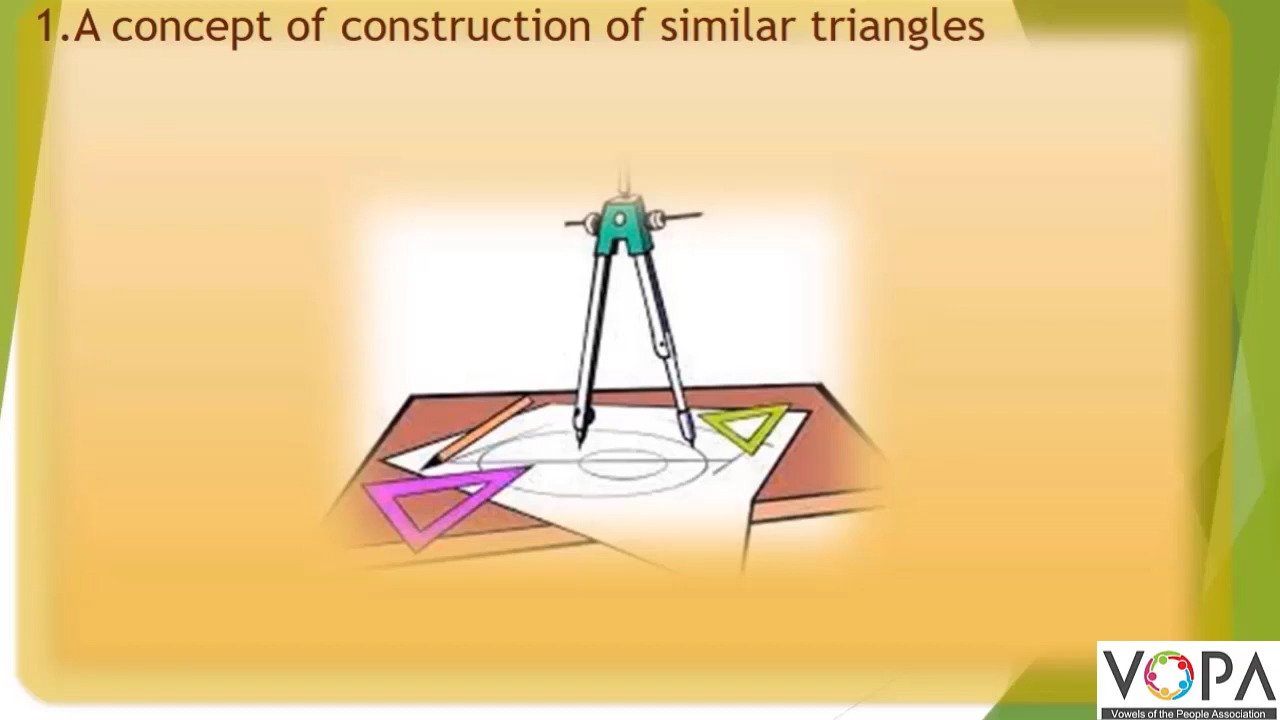 1.A concept of construction of similar triangles
VOPA
Vowels of the People Association